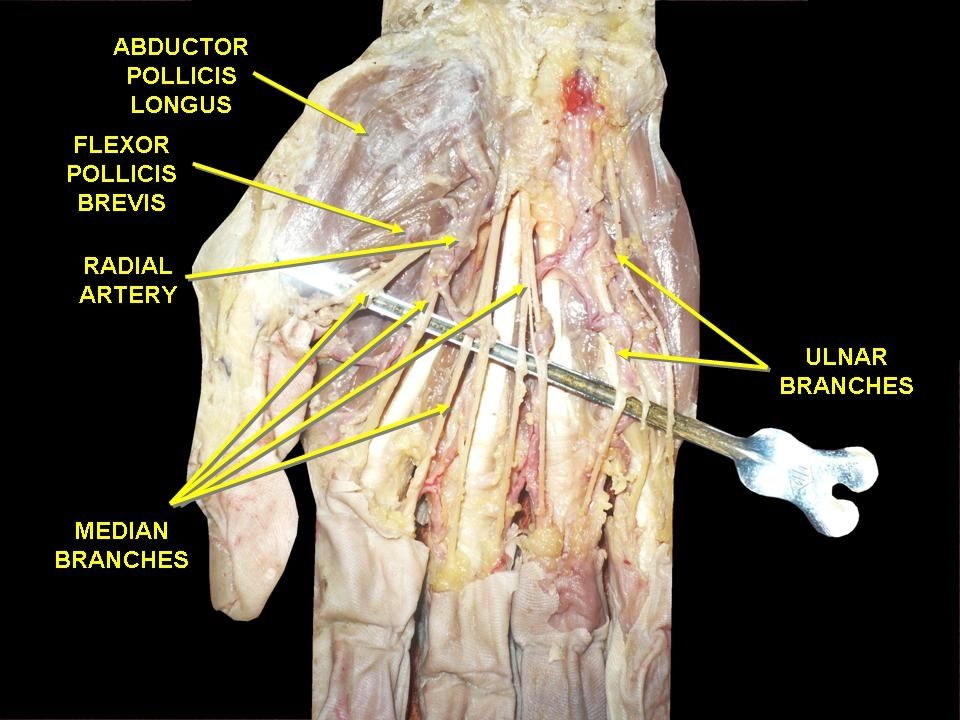 ABDUCTOR
POLLICIS
LONGUS
FLEXOR
POLLICIS
BREVIS
RADIAL
ARTERY
MEDIAN
BRANCHES
ULNAR
BRANCHES